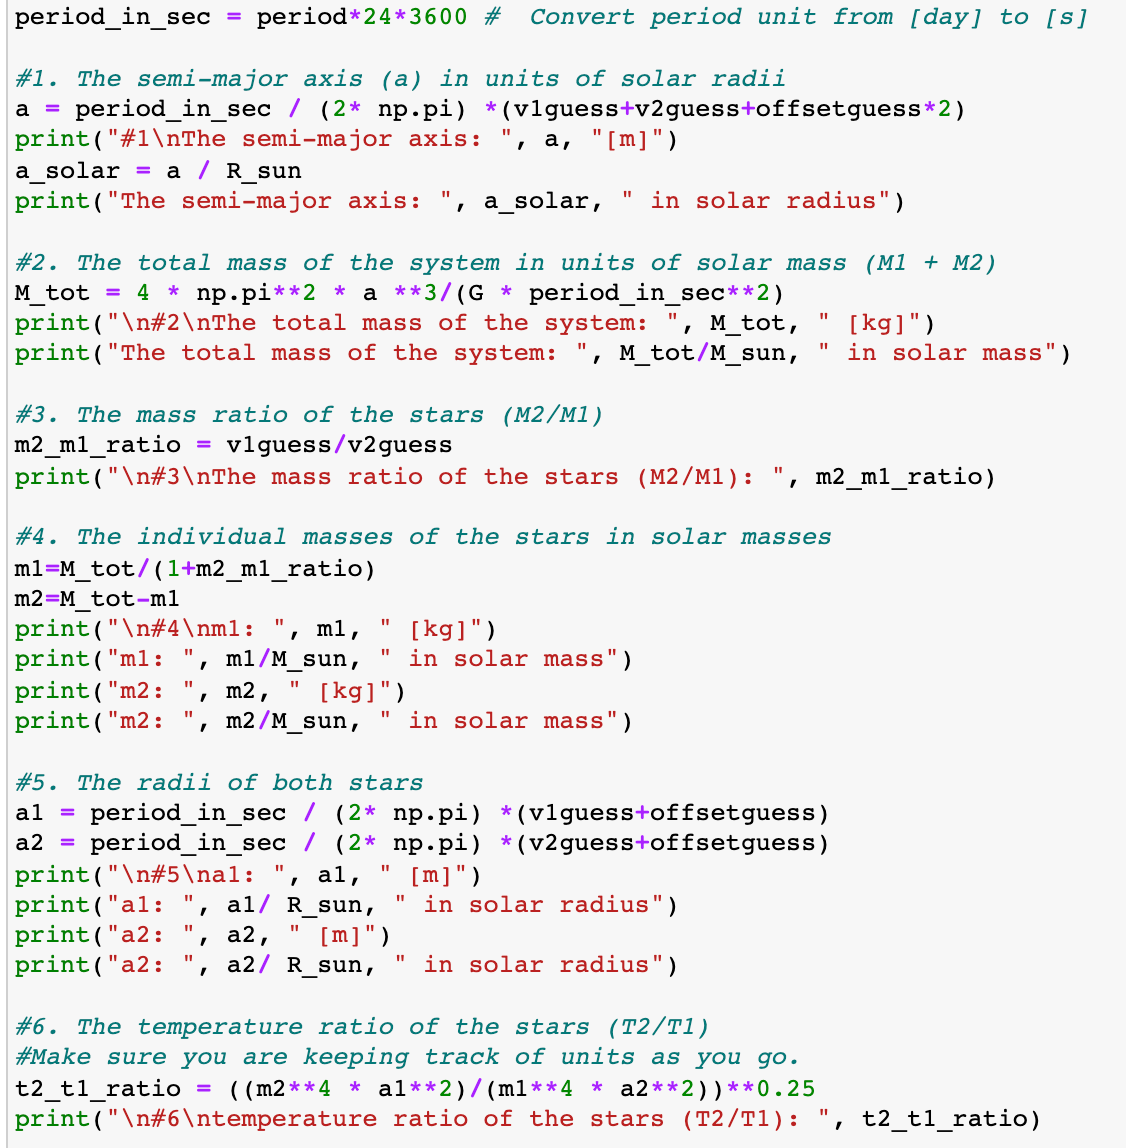 period_in_sec = period*24*3600 #  Convert period unit from [day] to [s]
#1. The semi-major axis (a) in units of solar radii
a = period_in_sec / (2* np.pi) *(v1guess+v2guess+offsetguess*2)
print("#1\nThe semi-major axis: ", a, "[m]")
a_solar = a / R_sun
print("The semi-major axis: ", a_solar, " in solar radius")
#2. The total mass of the system in units of solar mass (M1 + M2)
M_tot = 4 * np.pi**2 * a **3/(G * period_in_sec**2)
print("\n#2\nThe total mass of the system: ", M_tot, " [kg]")
print("The total mass of the system: ", M_tot/M_sun, " in solar mass")
#3. The mass ratio of the stars (M2/M1)
m2_m1_ratio = v1guess/v2guess
print("\n#3\nThe mass ratio of the stars (M2/M1): ", m2_m1_ratio)
#4. The individual masses of the stars in solar masses
m1=M_tot/(1+m2_m1_ratio)
m2=M_tot-m1
print("\n#4\nm1: ", m1, " [kg]")
print("m1: ", m1/M_sun, " in solar mass")
print("m2: ", m2, " [kg]")
print("m2: ", m2/M_sun, " in solar mass")
#5. The radii of both stars
a1 = period_in_sec / (2* np.pi) *(v1guess+offsetguess)
a2 = period_in_sec / (2* np.pi) *(v2guess+offsetguess)
print("\n#5\na1: ", a1, " [m]")
print("a1: ", a1/ R_sun, " in solar radius")
print("a2: ", a2, " [m]")
print("a2: ", a2/ R_sun, " in solar radius")
#6. The temperature ratio of the stars (T2/T1)
#Make sure you are keeping track of units as you go.
t2_t1_ratio = ((m2**4 * a1**2)/(m1**4 * a2**2))**0.25
print("\n#6\ntemperature ratio of the stars (T2/T1): ", t2_t1_ratio)